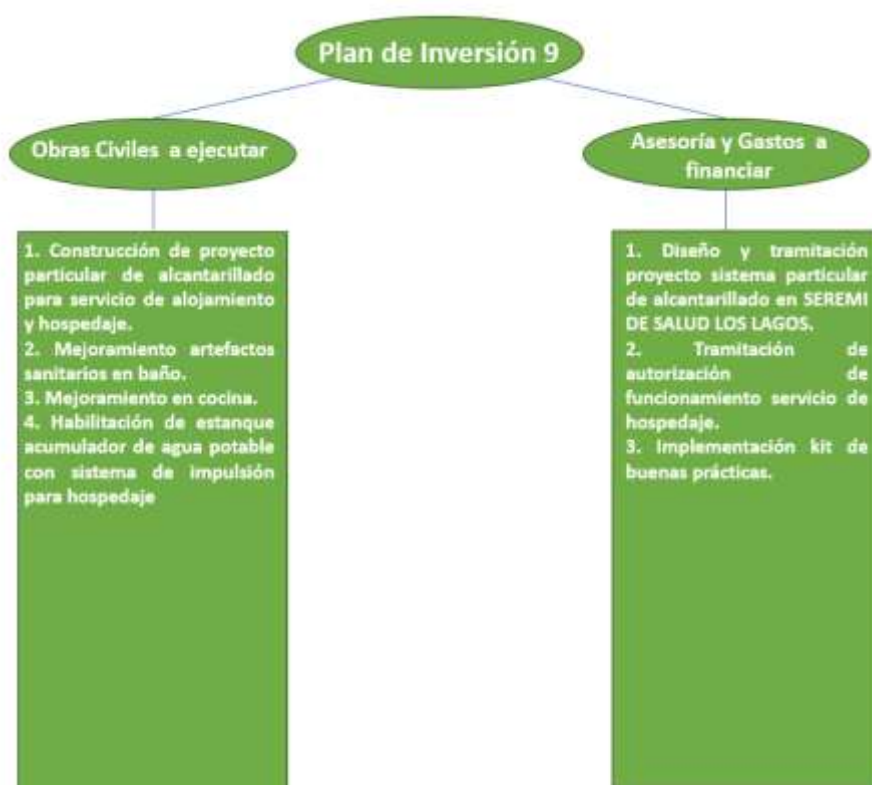 Plan de Inversión 9
Obras Civiles a ejecutar
Asesoría y Gastos a
financiar
1. Construcción de proyecto
particular de alcantarillado
para servicio de alojamiento
y hospedaje.
2. Mejoramiento artefactos
sanitarios en baño.
3. Mejoramiento en cocina.
4. Habilitación de estanque
acumulador de agua potable
con sistema de impulsión
para hospedaje
1. Diseño y tramitación
proyecto sistema particular
de alcantarillado en SEREMI
DE SALUD LOS LAGOS.
2. Tramitación de
autorización de
funcionamiento servicio de
hospedaje.
3. Implementación kit de
buenas prácticas.